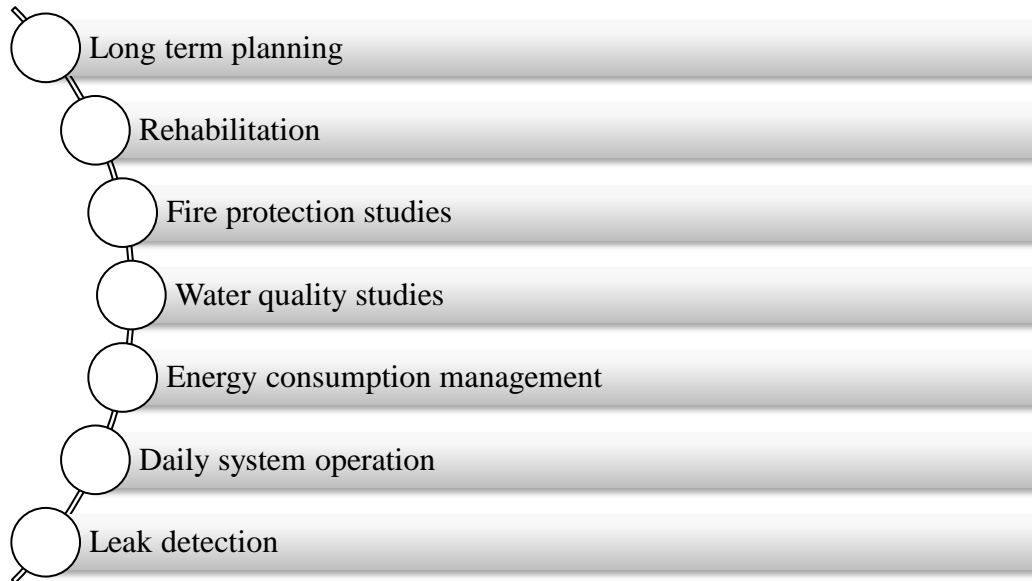 Long term planning
Rehabilitation
Fire protection studies
Water quality studies
Energy consumption management
Daily system operation
Leak detection